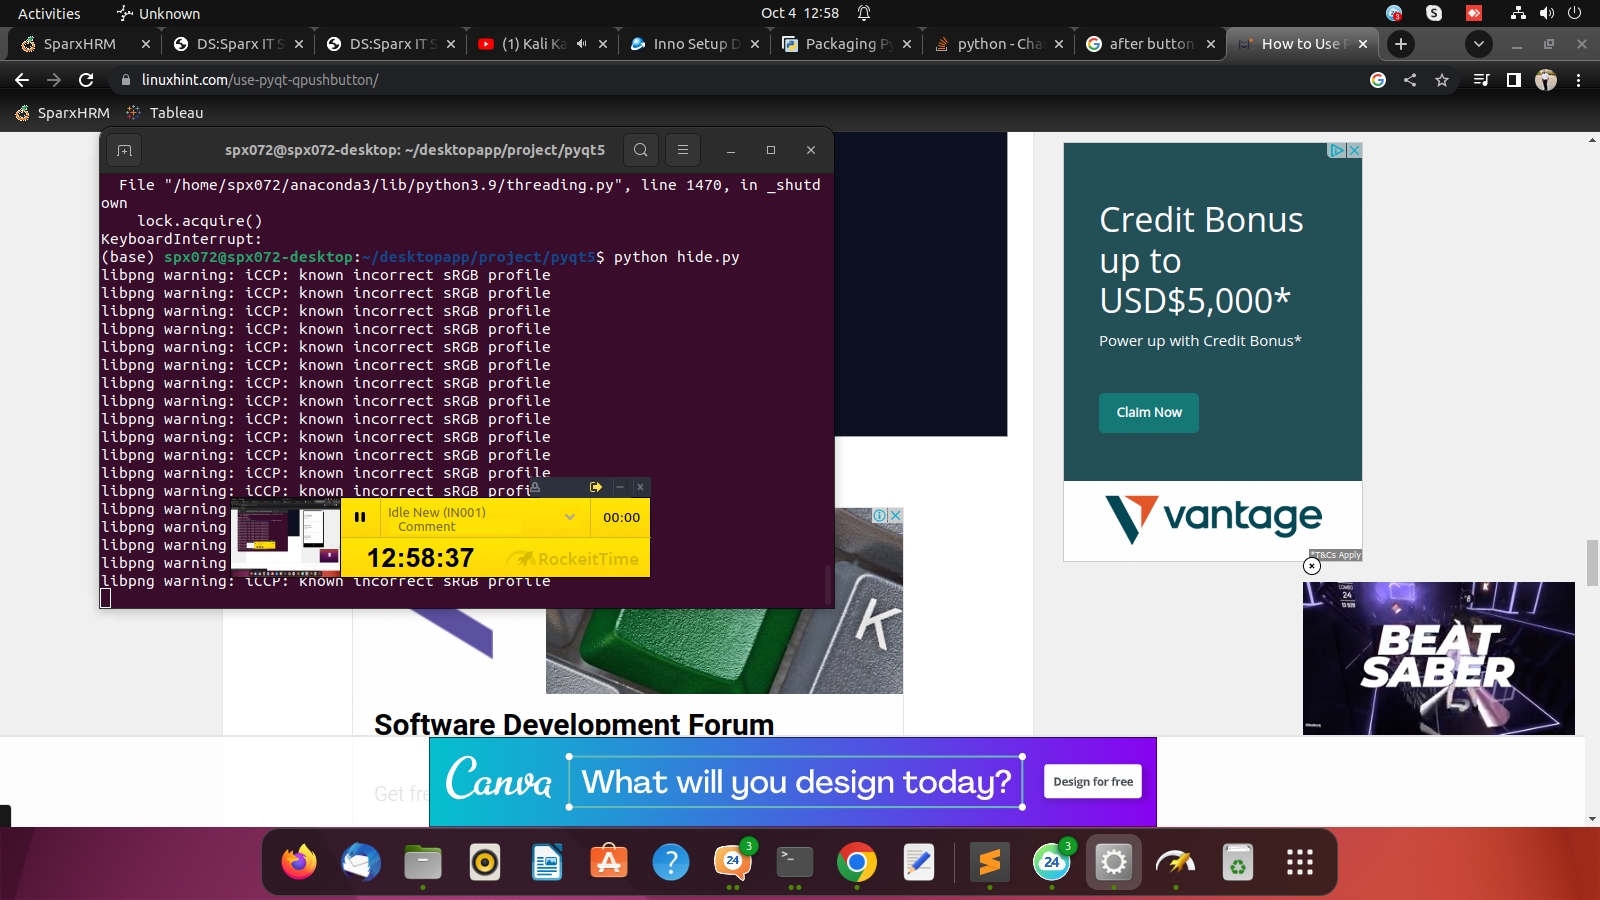 Activities
Unknown
Oct 4 12:58
SparxHRM
DS:Sparx IT S
DS:Sparx IT S
(1) Kali Ka
Inno Setup D
Packaging Py
python - Cha
after button
How to Use P
linuxhint.com/use-pyqt-qpushbutton/
SparxHRM
Tableau
spx072@spx072-desktop: ~/desktopapp/project/pyqt5
File "/home/spx072/anaconda3/lib/python3.9/threading.py", line 1470, in _shutd
own
lock.acquire()
KeyboardInterrupt:
(base) spx072@spx072-desktop:~/desktopapp/project/pyqt5$ python hide.py
libpng warning: iCCP: known incorrect sRGB profile
libpng warning: iCCP: known incorrect sRGB profile
libpng warning: iCCP: known incorrect sRGB profile
libpng warning: iCCP: known incorrect sRGB profile
libpng warning: iCCP: known incorrect sRGB profile
libpng warning: iCCP: known incorrect sRGB profile
libpng warning: iCCP: known incorrect sRGB profile
libpng warning: iCCP: known incorrect sRGB profile
libpng warning: iCCP: known incorrect sRGB profile
libpng warning: iCCP: known incorrect sRGB profile
libpng warning: iCCP: known incorrect sRGB profile
libpng warning: iCCP: known incorrect sRGB profile
libpng warning: iCCP: known incorrect sRGB
libpng warning:
libpng warning:
libpng warning:
libpng warning:
libpng warning: iCCP: known incorrect sRGB profile
Idle New (IN001)
Comment
00:00
12:58:37
RockeitTime
Credit Bonus
up to
USD$5,000*
Power up with Credit Bonus*
Claim Now
vantage
*T&Cs Apply
K
BEAT
SABER
Software Development Forum
Get fre
Canva
What will you design today?
Design for free
24
3
24
3